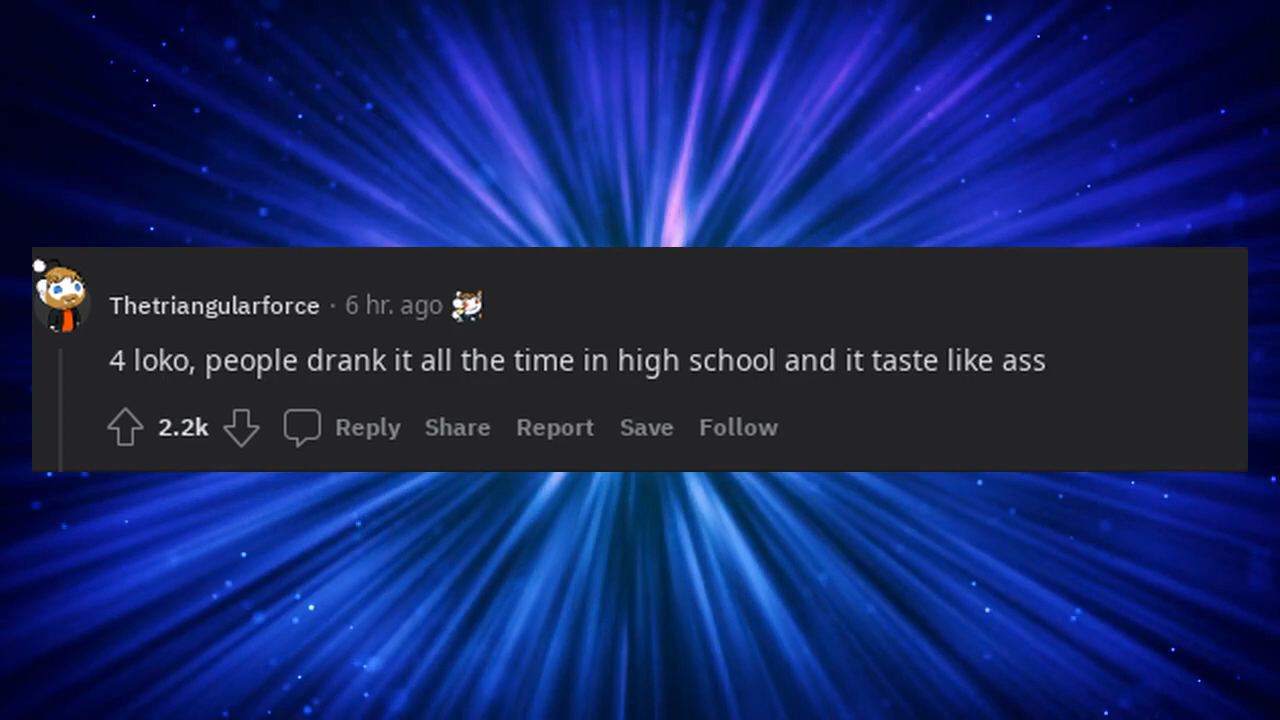 Thetriangularforce · 6 hr. ago
4 loko, people drank it all the time in high school and it taste like ass
2.2k Reply Share Report Save Follow